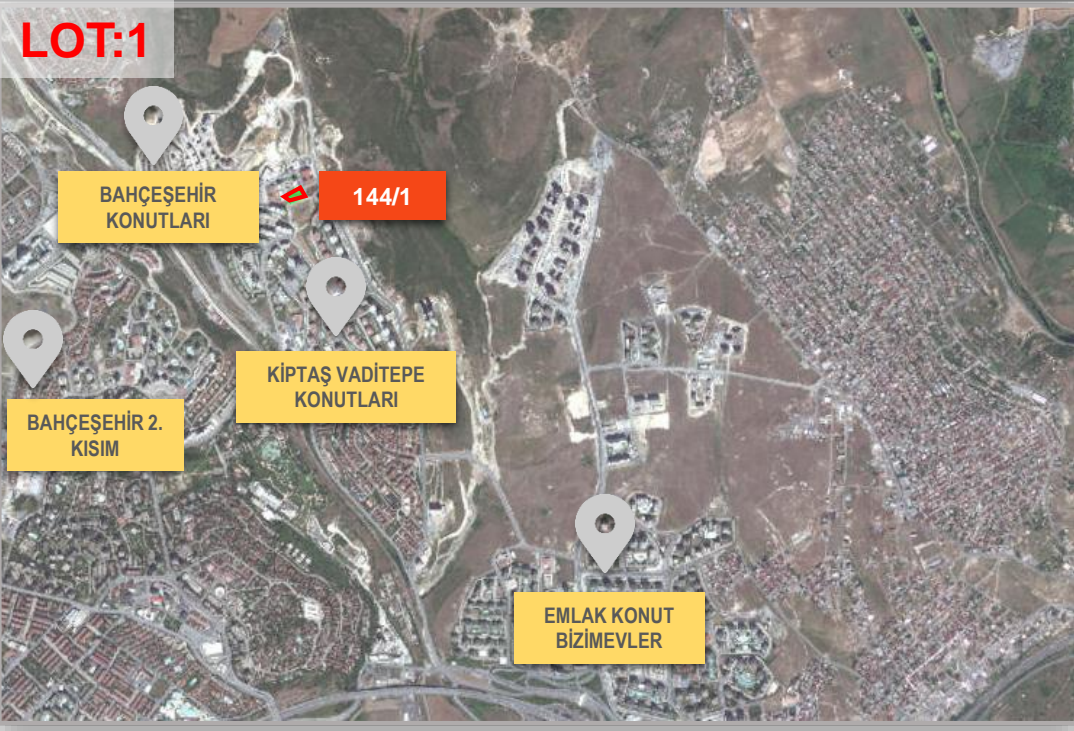 LOT:1
BAHÇEŞEHİR
KONUTLARI
144/1
KİPTAŞ VADİTEPE
KONUTLARI
BAHÇEŞEHİR 2.
KISIM
EMLAK KONUT
BİZİMEVLER